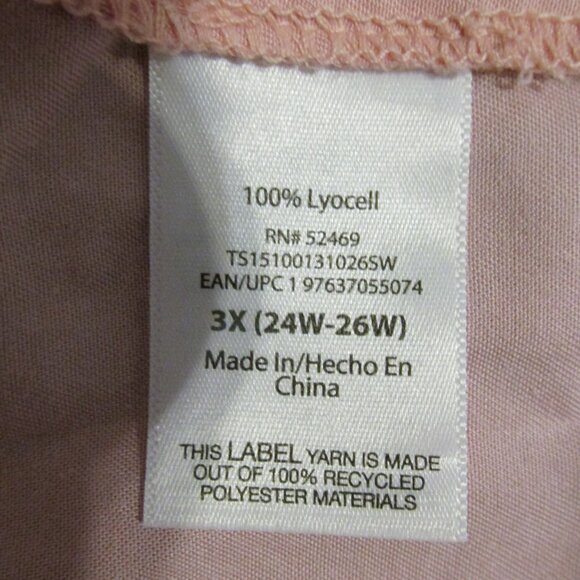 100% Lyocell
RN# 52469
TS15100131026SW
EAN/UPC 1 97637055074
3X (24W-26W)
Made In/Hecho En
China
THIS LABEL YARN IS MADE
OUT OF 100% RECYCLED
POLYESTER MATERIALS